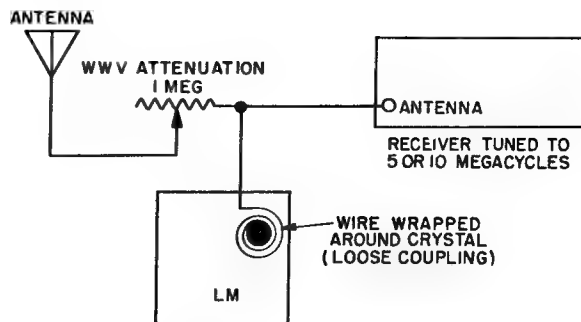 ANTENNA
WWV ATTENUATION
1 MEG
ANTENNA
RECEIVER TUNED TO
5 OR 10 MEGACYCLES
WIRE WRAPPED
AROUND CRYSTAL
(LOOSE COUPLING)
LM